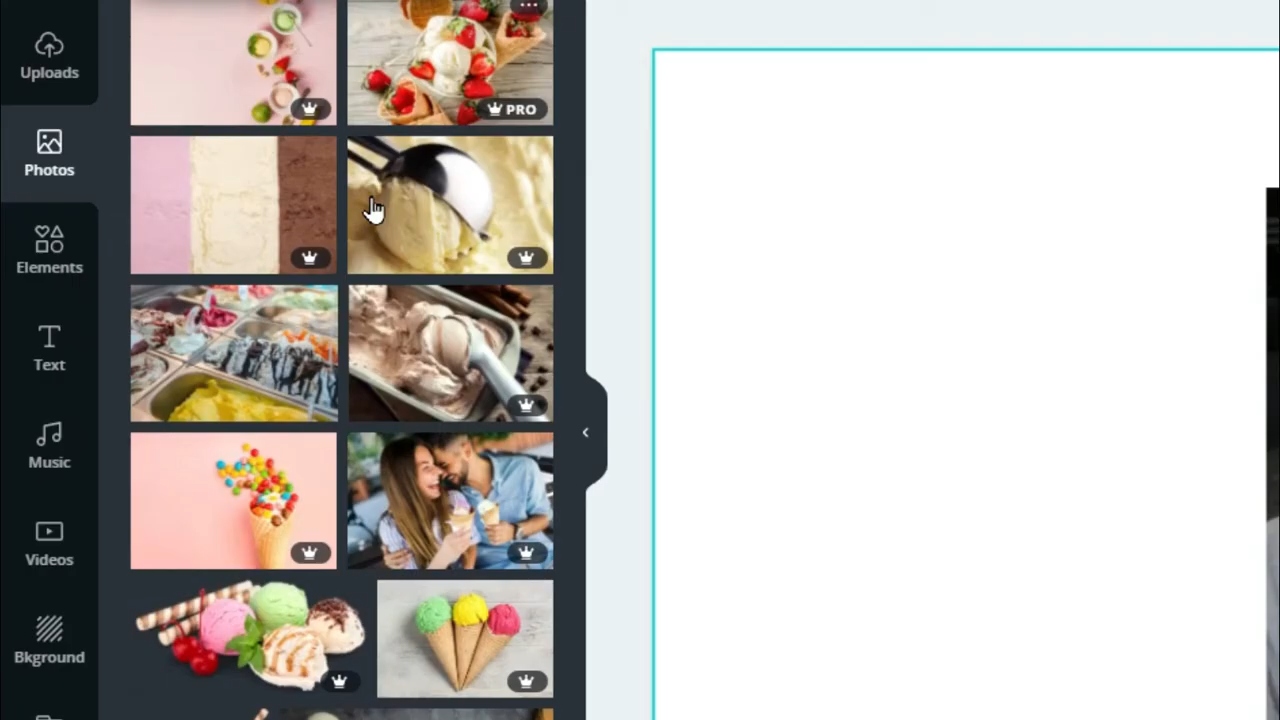 Uploads
PRO
Photos
Elements
Text
Music
Videos
Bkground